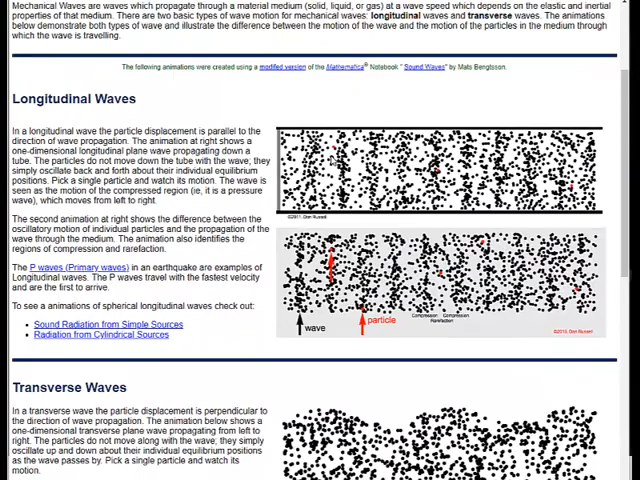 Mechanical Waves are waves which propagate through a material medium (solid, liquid, or gas) at a wave speed which depends on the elastic and inertial
properties of that medium. There are two basic types of wave motion for mechanical waves: longitudinal waves and transverse waves. The animations
below demonstrate both types of wave and illustrate the difference between the motion of the wave and the motion of the particles in the medium through
which the wave is travelling.
The following animations were created using a modifed version of the Mathematica® Notebook " Sound Waves" by Mats Bengtsson.
Longitudinal Waves
In a longitudinal wave the particle displacement is parallel to the
direction of wave propagation. The animation at right shows a
one-dimensional longitudinal plane wave propagating down a
tube. The particles do not move down the tube with the wave; they
simply oscillate back and forth about their individual equilibrium
positions. Pick a single particle and watch its motion. The wave is
seen as the motion of the compressed region (ie, it is a pressure
wave), which moves from left to right.
©2011, Dan Russell
The second animation at right shows the difference between the
oscillatory motion of individual particles and the propagation of the
wave through the medium. The animation also identifies the
regions of compression and rarefaction.
The P waves (Primary waves) in an earthquake are examples of
Longitudinal waves. The P waves travel with the fastest velocity
and are the first to arrive.
To see a animations of spherical longitudinal waves check out:
Sound Radiation from Simple Sources
Radiation from Cylindrical Sources
wave
particle
Compression
Compression
Rarefaction
©2015, Dan Russell
Transverse Waves
In a transverse wave the particle displacement is perpendicular to
the direction of wave propagation. The animation below shows a
one-dimensional transverse plane wave propagating from left to
right. The particles do not move along with the wave; they simply
oscillate up and down about their individual equilibrium positions
as the wave passes by. Pick a single particle and watch its
motion.